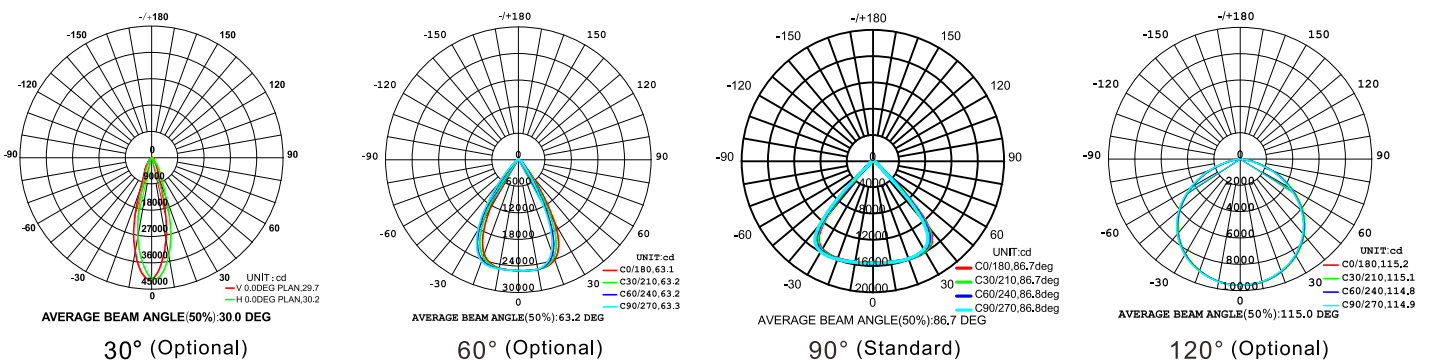 -/+180
-150
150
-120
120
-90
90
-60
60
-30
30
0
0
9000
18000
27000
36000
45000
UNIT: cd
V 0.0DEG PLAN,29.7
H 0.0DEG PLAN,30.2
AVERAGE BEAM ANGLE(50%):30.0 DEG
30° (Optional)
-/+180
-150
150
-120
120
-90
90
-60
60
-30
30
0
0
6000
12000
18000
24000
30000
UNIT:cd
C0/180,63.1
C30/210,63.2
C60/240,63.2
C90/270,63.3
AVERAGE BEAM ANGLE(50%):63.2 DEG
60° (Optional)
-/+180
-150
150
-120
120
-90
90
-60
60
-30
30
0
0
4000
8000
12000
16000
20000
UNIT:cd
C0/180,86.7deg
C30/210,86.7deg
C60/240,86.8deg
C90/270,86.8deg
AVERAGE BEAM ANGLE(50%):86.7 DEG
90° (Standard)
-/+180
-150
150
-120
120
-90
90
-60
60
-30
30
0
0
2000
4000
6000
8000
10000
UNIT:cd
C0/180,115.2
C30/210,115.1
C60/240,114.8
C90/270,114.9
AVERAGE BEAM ANGLE(50%):115.0 DEG
120° (Optional)